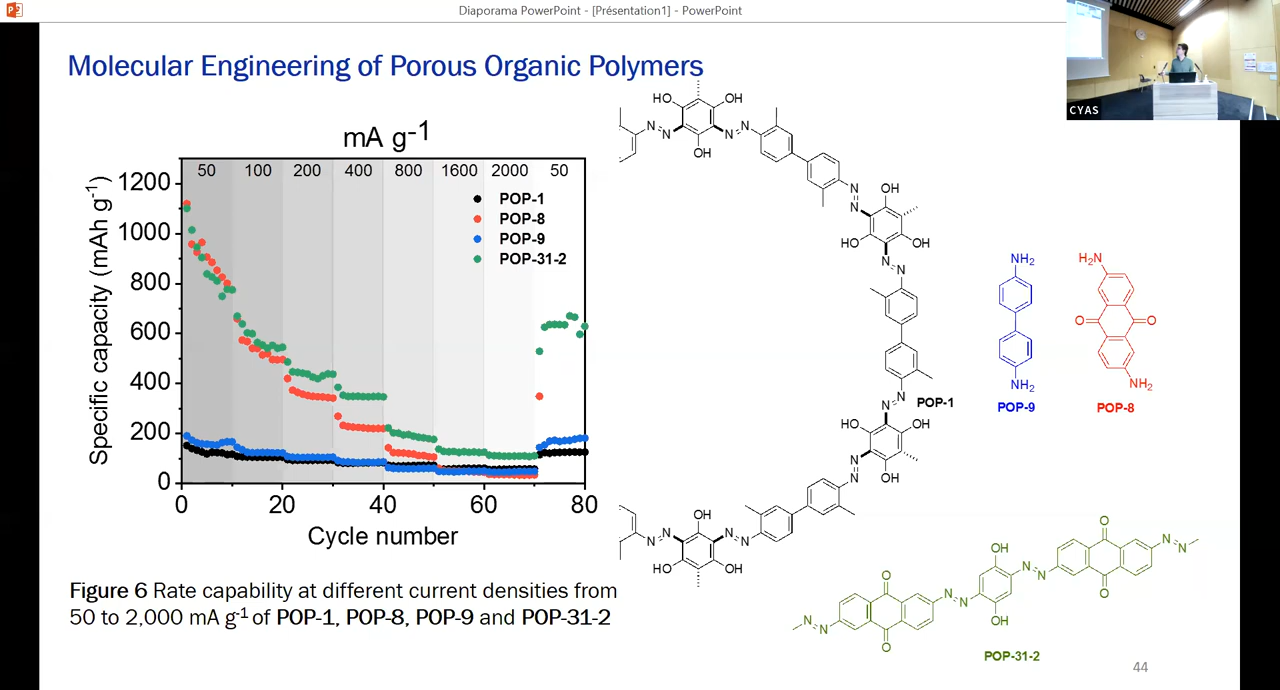 Diaporama PowerPoint - [Présentation1] - PowerPoint
CYAS
Molecular Engineering of Porous Organic Polymers
mA g-1
50 100 200 400 800 1600 2000 50
POP-1
POP-8
POP-9
POP-31-2
Specific capacity (mAh g-1)
1200
1000
800
600
400
200
0
0 20 40 60 80
Cycle number
Figure 6 Rate capability at different current densities from
50 to 2,000 mA g-1 of POP-1, POP-8, POP-9 and POP-31-2
HO OH
N N N N
OH
N
N
OH
HO OH
N
N
POP-1
N
N
HO OH
OH
N
N
OH
N N N N
HO OH
NH2
NH2
POP-9
H2N
O O
NH2
POP-8
O
N N
OH
N N
O
O
N N
OH
N N
O
POP-31-2
44